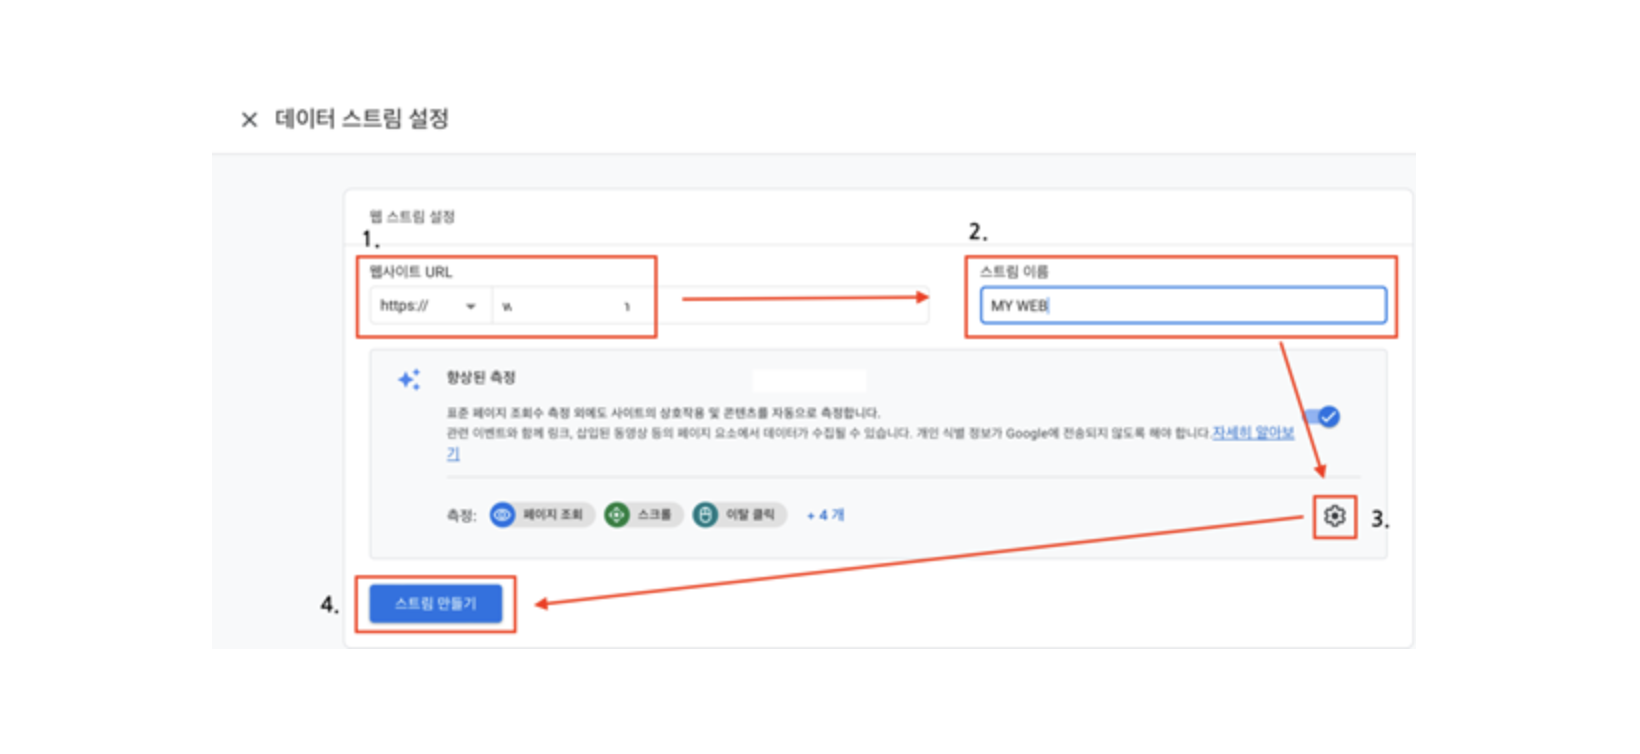 데이터 스트림 설정
웹 스트림 설정
1.
2.
웹사이트 URL
스트림 이름
https://
MY WEB
향상된 측정
표준 페이지 조회수 측정 외에도 사이트의 상호작용 및 콘텐츠를 자동으로 측정합니다.
관련 이벤트와 함께 링크, 삽입된 동영상 등의 페이지 요소에서 데이터가 수집될 수 있습니다. 개인 식별 정보가 Google에 전송되지 않도록 해야 합니다.자세히 알아보
기
측정: 페이지 조회 스크롤 이탈 클릭 + 4 개
3.
4.
스트림 만들기